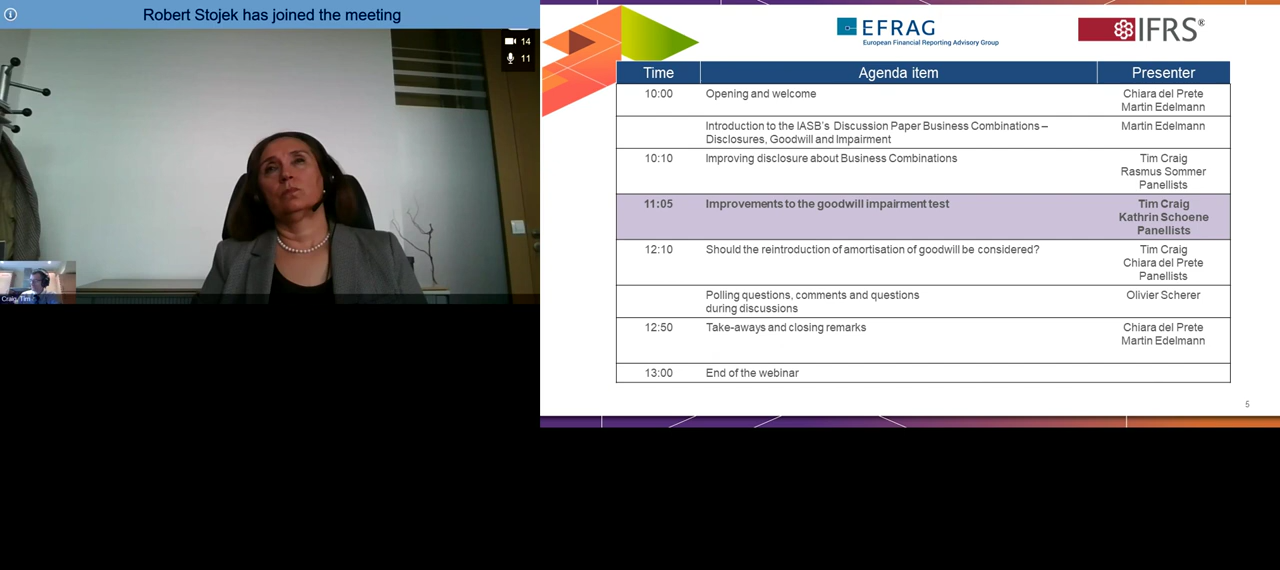 Robert Stojek has joined the meeting
14
11
Craig, Tim
EFRAG
European Financial Reporting Advisory Group
IFRS®
Time Agenda item Presenter
10:00 Opening and welcome Chiara del Prete
Martin Edelmann
Introduction to the IASB's Discussion Paper Business Combinations – Martin Edelmann
Disclosures, Goodwill and Impairment
10:10 Improving disclosure about Business Combinations Tim Craig
Rasmus Sommer
Panellists
11:05 Improvements to the goodwill impairment test Tim Craig
Kathrin Schoene
Panellists
12:10 Should the reintroduction of amortisation of goodwill be considered? Tim Craig
Chiara del Prete
Panellists
Polling questions, comments and questions Olivier Scherer
during discussions
12:50 Take-aways and closing remarks Chiara del Prete
Martin Edelmann
13:00 End of the webinar
5